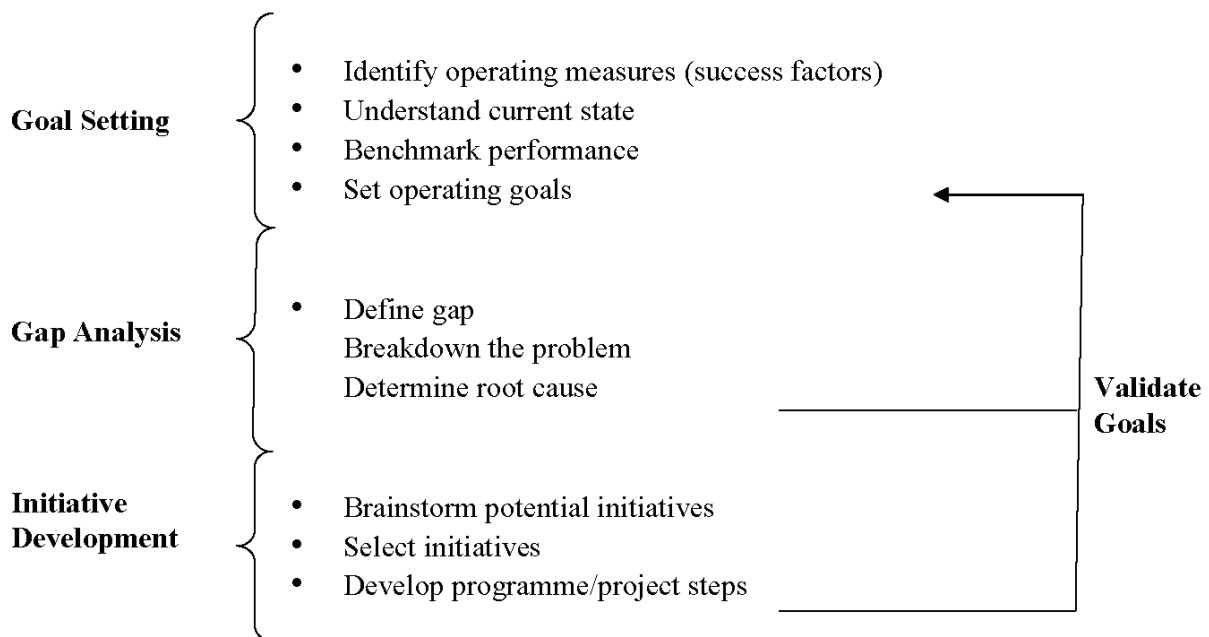 Goal Setting
• Identify operating measures (success factors)
• Understand current state
• Benchmark performance
• Set operating goals
Gap Analysis
• Define gap
Breakdown the problem
Determine root cause
Validate
Goals
Initiative
Development
• Brainstorm potential initiatives
• Select initiatives
• Develop programme/project steps